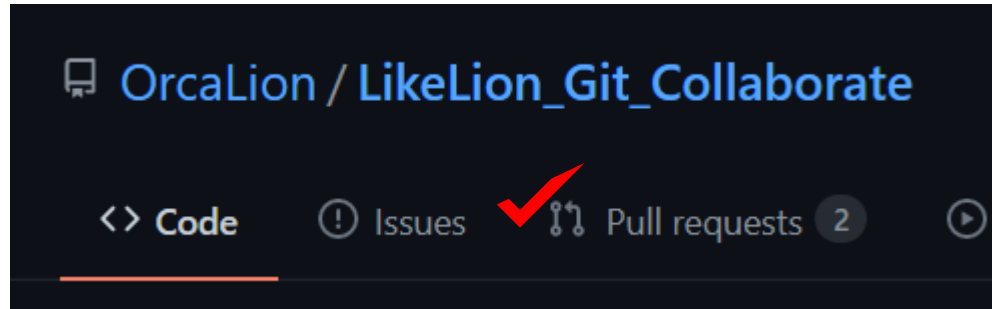 OrcaLion / LikeLion_Git_Collaborate
<> Code Issues Pull requests 2